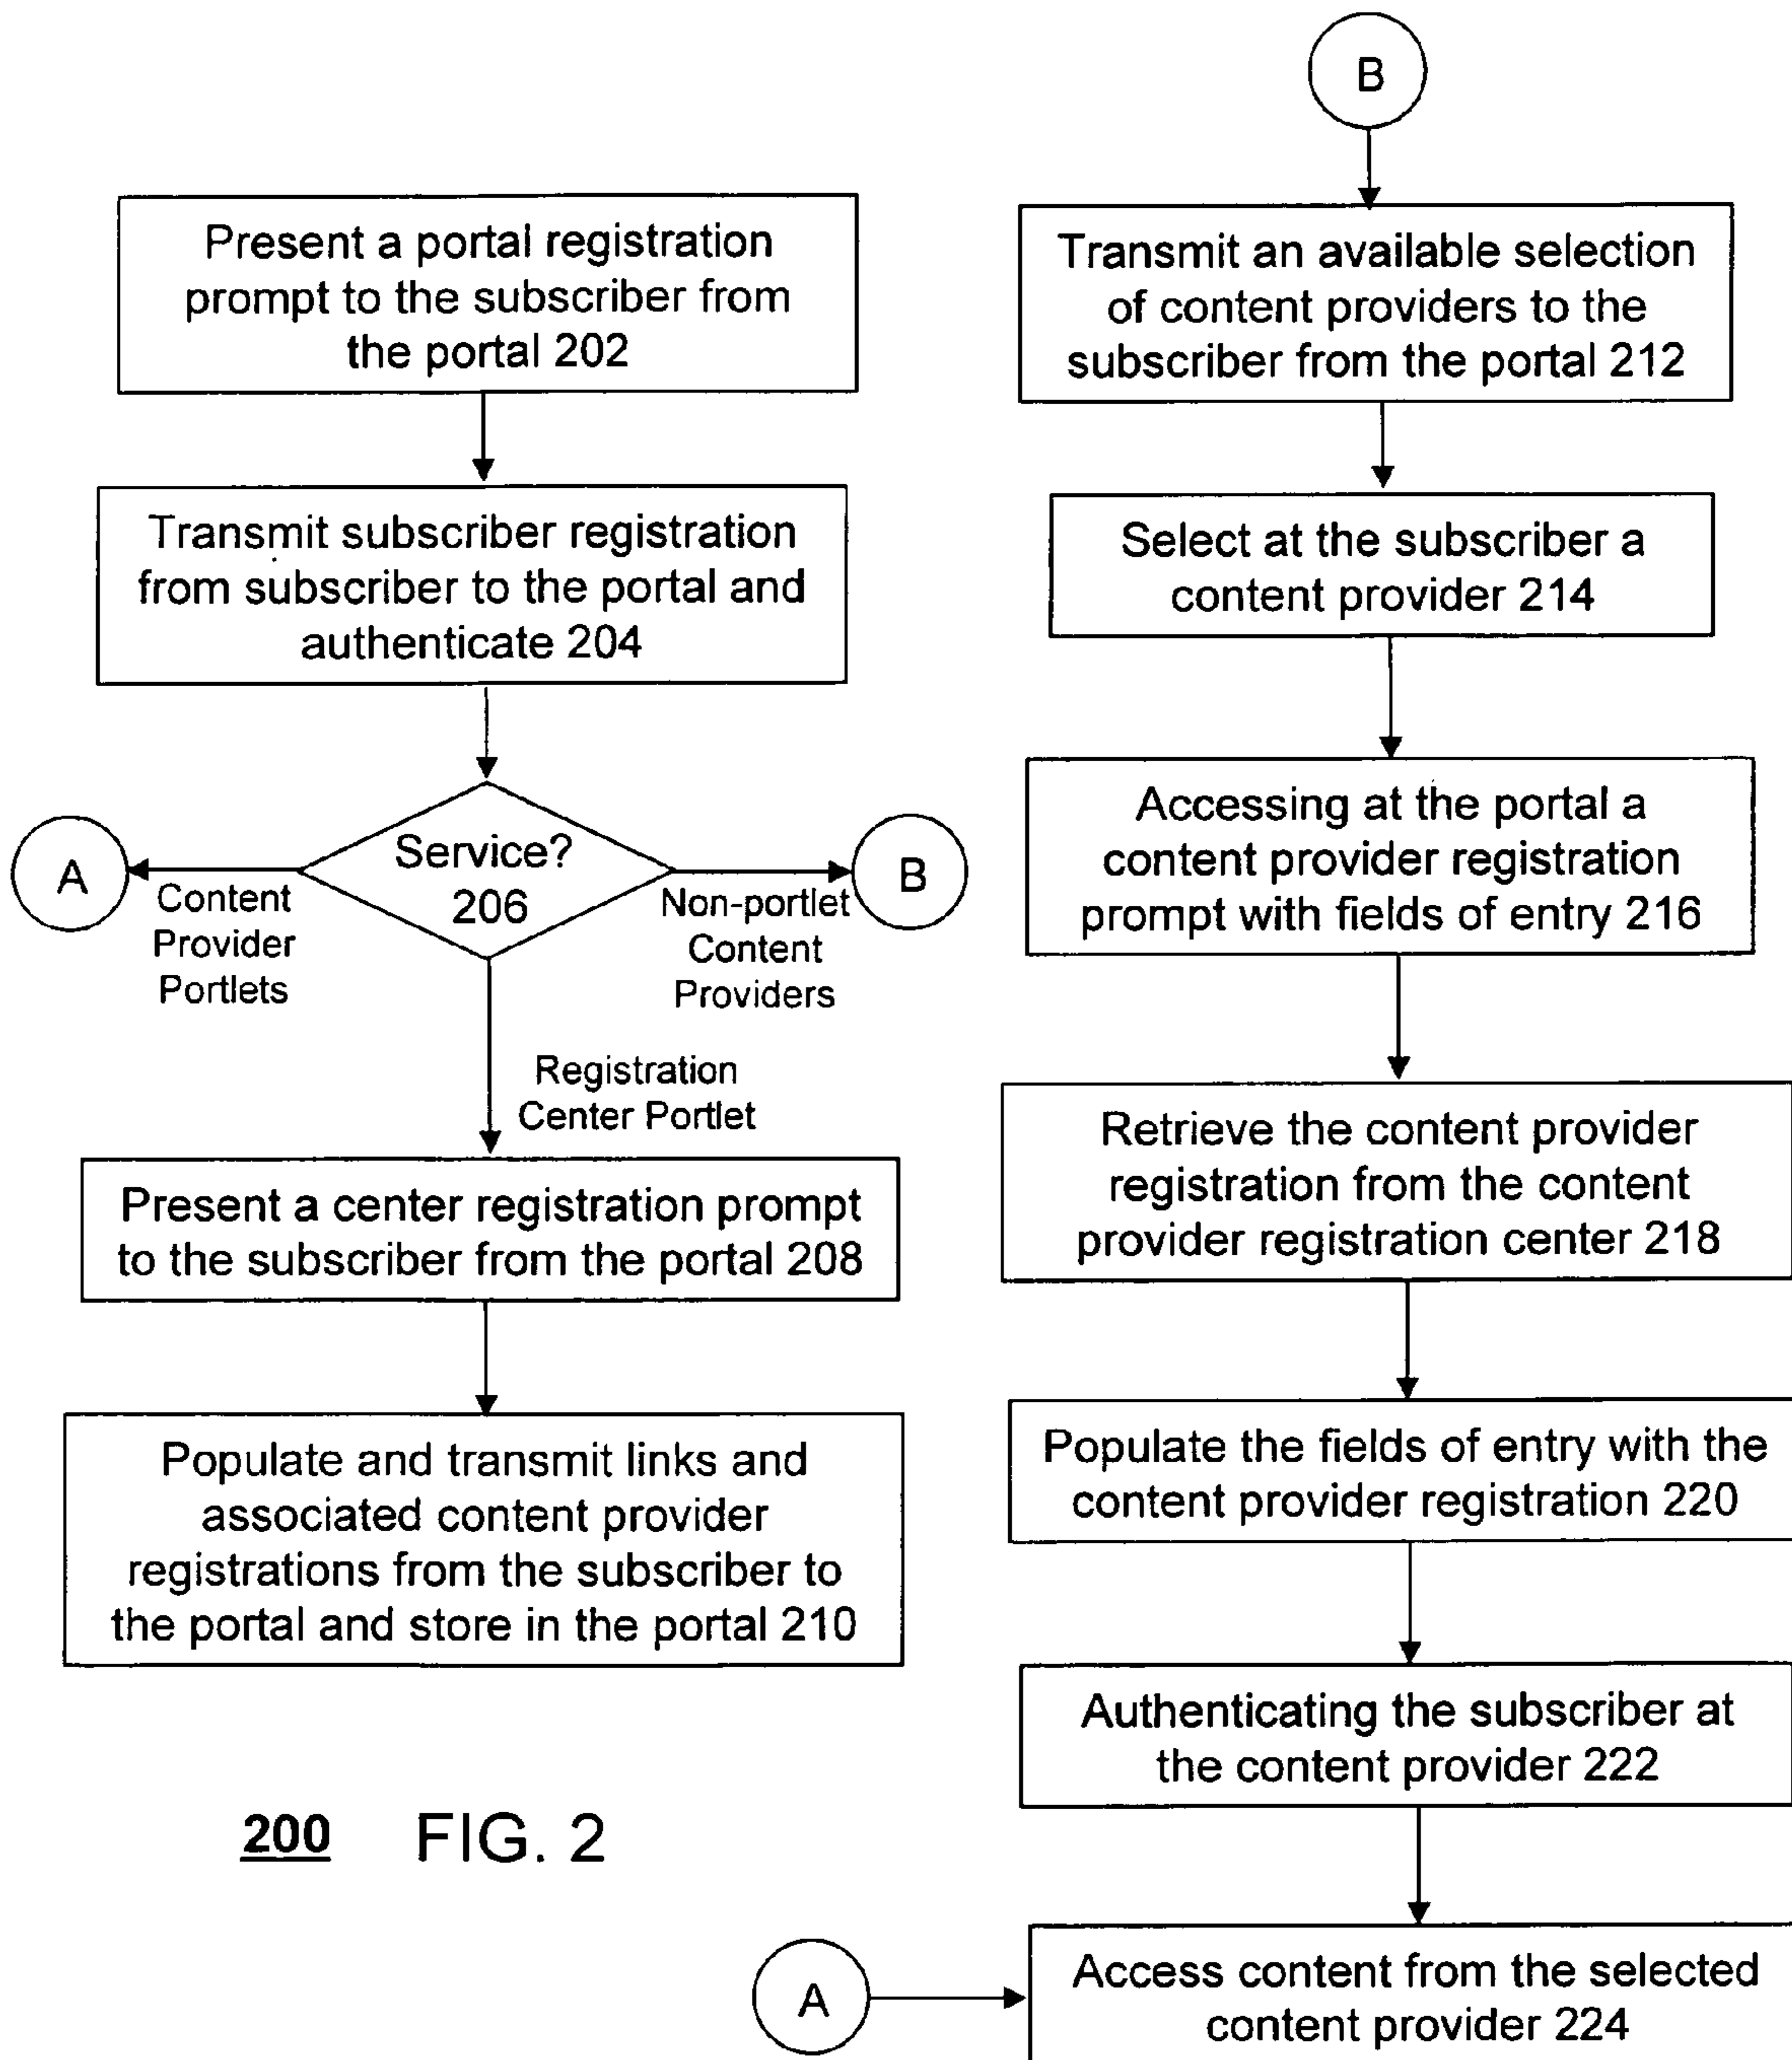 Present a portal registration
prompt to the subscriber from
the portal 202
Transmit subscriber registration
from subscriber to the portal and
authenticate 204
Service?
206
A
Content
Provider
Portlets
B
Non-portlet
Content
Providers
Registration
Center Portlet
Present a center registration prompt
to the subscriber from the portal 208
Populate and transmit links and
associated content provider
registrations from the subscriber to
the portal and store in the portal 210
B
Transmit an available selection
of content providers to the
subscriber from the portal 212
Select at the subscriber a
content provider 214
Accessing at the portal a
content provider registration
prompt with fields of entry 216
Retrieve the content provider
registration from the content
provider registration center 218
Populate the fields of entry with the
content provider registration 220
Authenticating the subscriber at
the content provider 222
A
Access content from the selected
content provider 224
200 FIG. 2